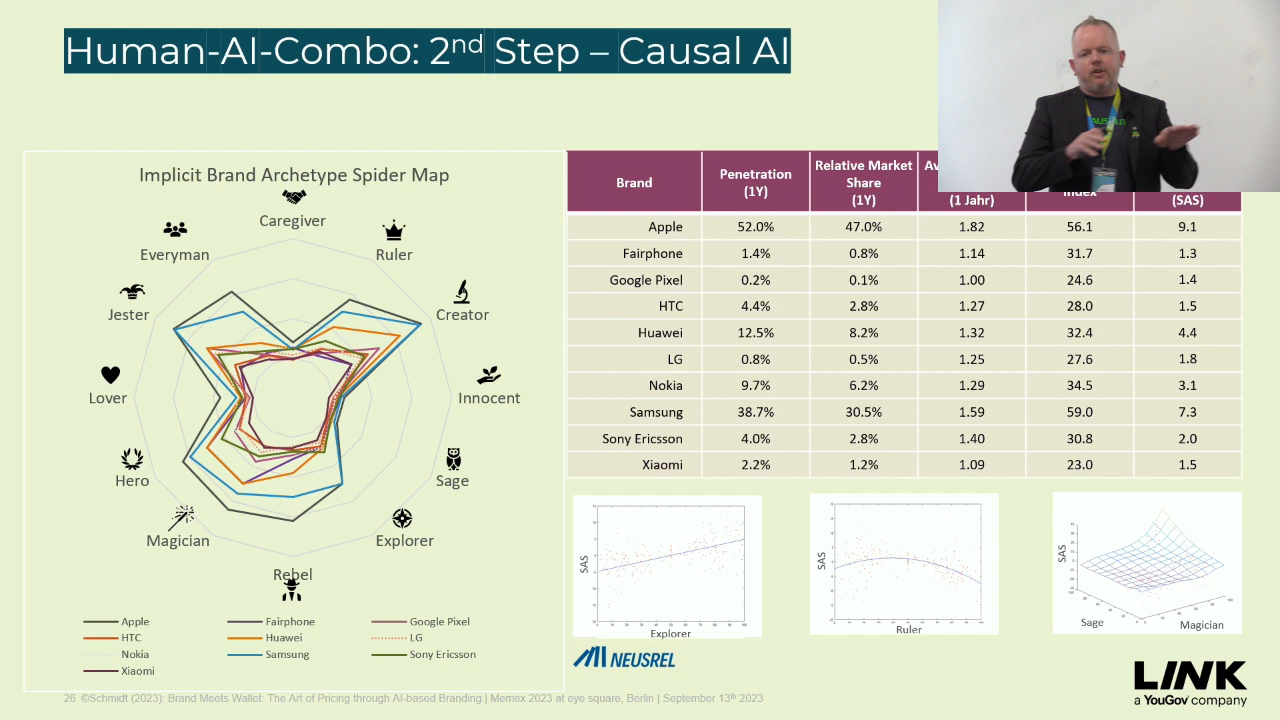 Human-AI-Combo: 2nd Step – Causal AI
Implicit Brand Archetype Spider Map
Caregiver
Ruler
Creator
Innocent
Sage
Explorer
Rebel
Magician
Hero
Lover
Jester
Everyman
Apple Fairphone Google Pixel
HTC Huawei LG
Nokia Samsung Sony Ericsson
Xiaomi
Brand Penetration (1Y) Relative Market Share (1Y) (1 Jahr) (SAS)
Apple 52.0% 47.0% 1.82 56.1 9.1
Fairphone 1.4% 0.8% 1.14 31.7 1.3
Google Pixel 0.2% 0.1% 1.00 24.6 1.4
HTC 4.4% 2.8% 1.27 28.0 1.5
Huawei 12.5% 8.2% 1.32 32.4 4.4
LG 0.8% 0.5% 1.25 27.6 1.8
Nokia 9.7% 6.2% 1.29 34.5 3.1
Samsung 38.7% 30.5% 1.59 59.0 7.3
Sony Ericsson 4.0% 2.8% 1.40 30.8 2.0
Xiaomi 2.2% 1.2% 1.09 23.0 1.5
SAS
Explorer
SAS
Ruler
SAS
Sage
Magician
NEUSREL
LINK
a YouGov company
26 ©Schmidt (2023): Brand Meets Wallet: The Art of Pricing through AI-based Branding | Memex 2023 at eye square, Berlin | September 13th 2023